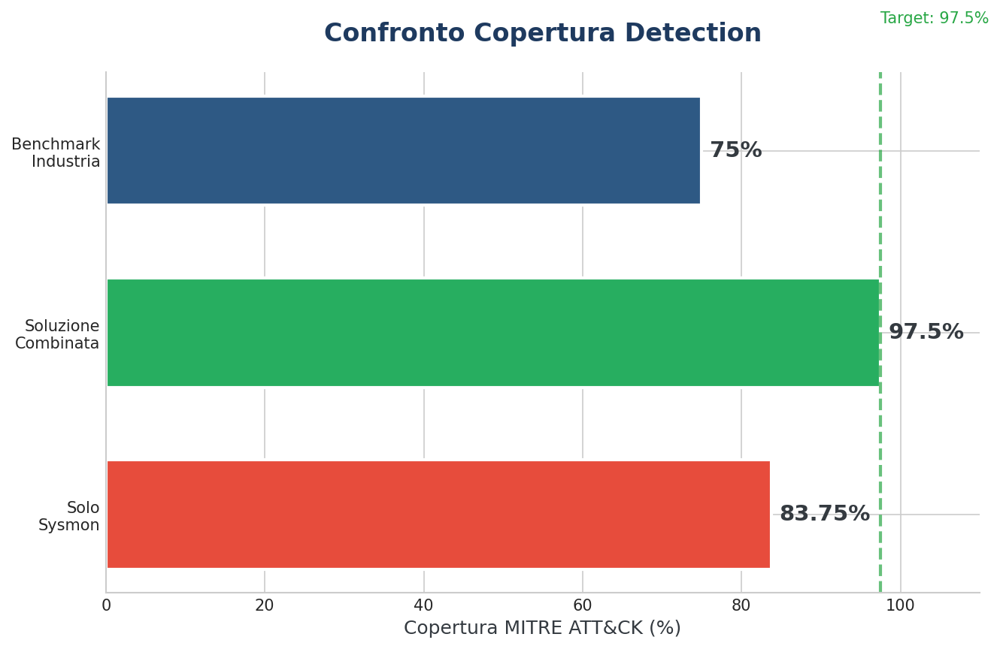 Target: 97.5%
Confronto Copertura Detection
Benchmark
Industria
75%
Soluzione
Combinata
97.5%
Solo
Sysmon
83.75%
0 20 40 60 80 100
Copertura MITRE ATT&CK (%)